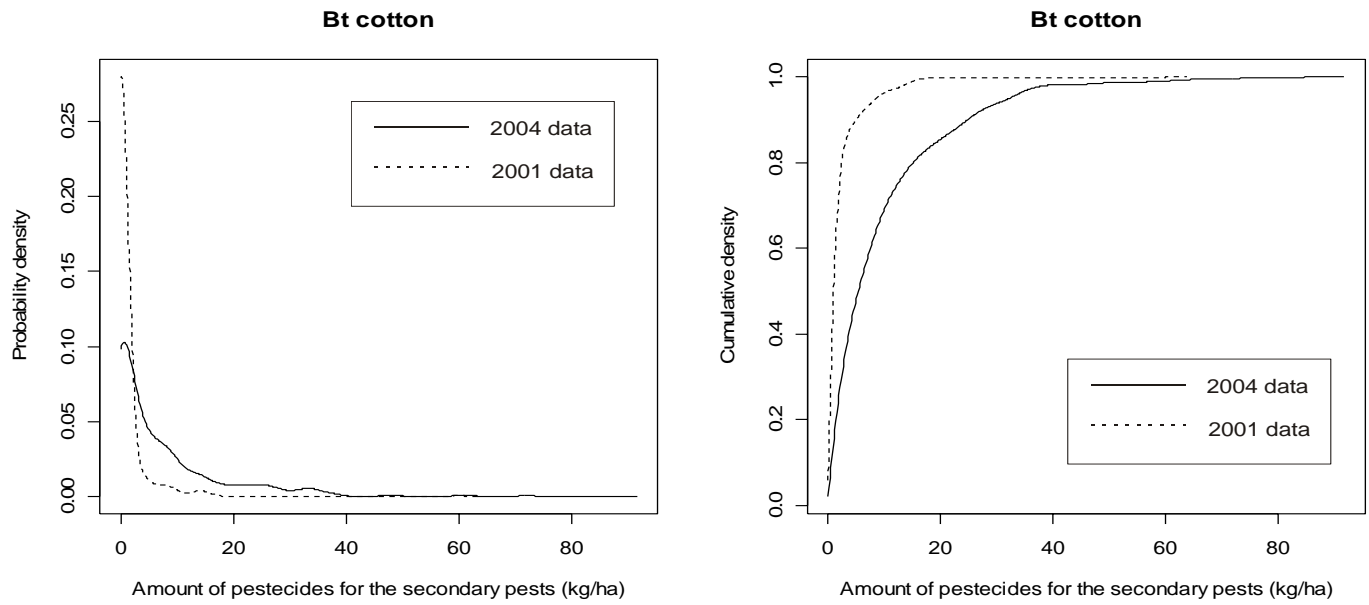 Bt cotton
Probability density
0.25
0.20
0.15
0.10
0.05
0.00
2004 data
2001 data
0 20 40 60 80
Amount of pestecides for the secondary pests (kg/ha)
Bt cotton
Cumulative density
1.0
0.8
0.6
0.4
0.2
0.0
2004 data
2001 data
0 20 40 60 80
Amount of pestecides for the secondary pests (kg/ha)